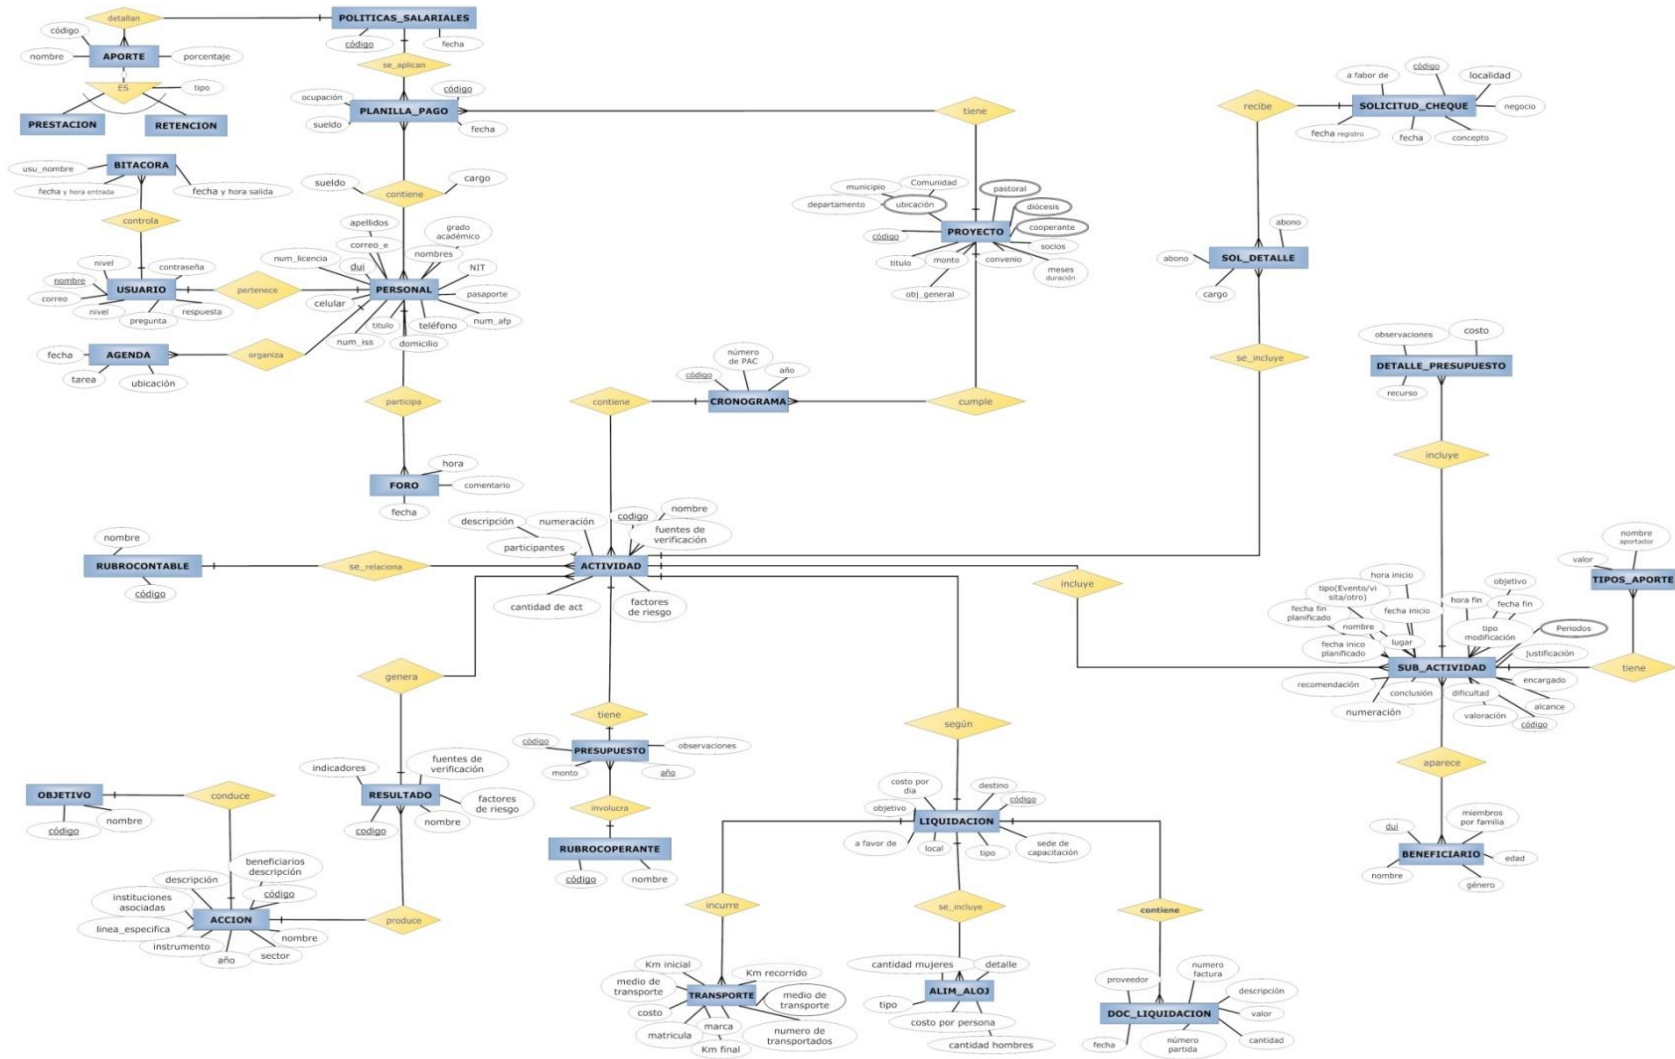 detallan
POLITICAS_SALARIALES
código
código
fecha
nombre
APORTE
porcentaje
se_aplican
ES
tipo
PRESTACION
RETENCION
ocupación
código
PLANILLA_PAGO
sueldo
fecha
tiene
a favor de
código
localidad
recibe
SOLICITUD_CHEQUE
negocio
fecha registro
fecha
concepto
BITACORA
usu_nombre
fecha y hora entrada
fecha y hora salida
sueldo
cargo
contiene
controla
municipio
Comunidad
pastoral
departamento
ubicación
diócesis
cooperante
código
PROYECTO
socios
titulo
monto
convenio
meses
duración
obj_general
apellidos
grado
académico
correo_e
nombres
num_licencia
dui
NIT
PERSONAL
pasaporte
celular
titulo
teléfono
num_afp
num_iss
domicilio
nivel
contraseña
nombre
USUARIO
correo
nivel
pregunta
respuesta
pertenece
abono
abono
SOL_DETALLE
cargo
fecha
AGENDA
organiza
tarea
ubicación
se_incluye
observaciones
costo
DETALLE_PRESUPUESTO
recurso
número
de PAC
código
año
contiene
CRONOGRAMA
cumple
participa
incluye
hora
FORO
comentario
fecha
descripción
numeración
codigo
nombre
participantes
fuentes de
verificación
nombre
RUBROCONTABLE
código
se_relaciona
ACTIVIDAD
incluye
cantidad de act
factores
de riesgo
nombre
aportador
valor
TIPOS_APORTE
tipo(Evento/vi
sita/otro)
hora inicio
hora fin
objetivo
fecha fin
planificado
fecha inicio
fecha fin
nombre
lugar
tipo
modificación
Periodos
fecha inico
planificado
SUB_ACTIVIDAD
Justificación
tiene
recomendación
conclusión
dificultad
encargado
numeración
valoración
alcance
código
genera
tiene
según
código
PRESUPUESTO
observaciones
monto
año
aparece
indicadores
fuentes de
verificación
RESULTADO
factores
de riesgo
codigo
nombre
OBJETIVO
conduce
código
nombre
involucra
costo por
dia
destino
objetivo
código
LIQUIDACION
a favor de
local
tipo
sede de
capacitación
RUBROCOPERANTE
código
nombre
miembros
por familia
dui
BENEFICIARIO
edad
nombre
género
descripción
beneficiarios
descripción
instituciones
asociadas
código
ACCION
linea_especifica
instrumento
nombre
año
sector
produce
incurre
se_incluye
contiene
Km inicial
Km recorrido
medio de
transporte
TRANSPORTE
medio de
transporte
costo
matricula
marca
numero de
transportados
Km final
cantidad mujeres
detalle
tipo
ALIM_ALOJ
costo por persona
cantidad hombres
numero
factura
proveedor
descripción
DOC_LIQUIDACION
valor
fecha
número
partida
cantidad